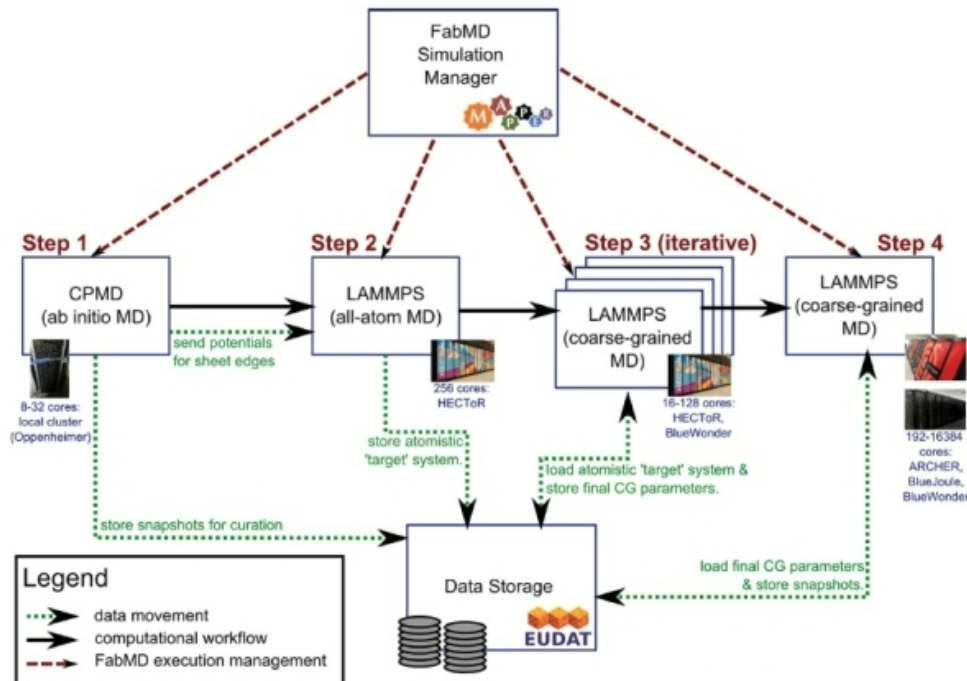 FabMD
Simulation
Manager
M A P P E R
Step 1
Step 2
Step 3 (iterative)
Step 4
CPMD
(ab initio MD)
LAMMPS
(all-atom MD)
LAMMPS
(coarse-grained
MD)
LAMMPS
(coarse-grained
MD)
send potentials
for sheet edges
8-32 cores:
local cluster
(Oppenheimer)
256 cores:
HECToR
16-128 cores:
HECToR,
BlueWonder
192-16384
cores:
ARCHER,
BlueJoule,
BlueWonder
store atomistic
'target' system.
load atomistic 'target' system &
store final CG parameters.
store snapshots for curation
load final CG parameters
& store snapshots.
Data Storage
EUDAT
Legend
data movement
computational workflow
FabMD execution management